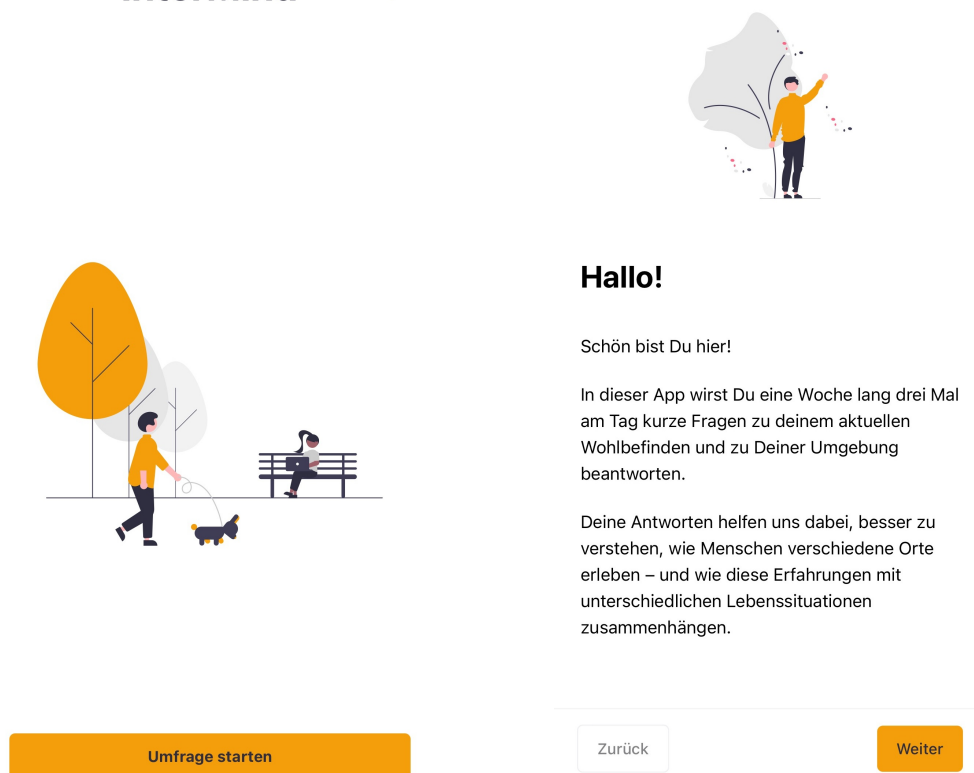 Umfrage starten
Hallo!
Schön bist Du hier!
In dieser App wirst Du eine Woche lang drei Mal
am Tag kurze Fragen zu deinem aktuellen
Wohlbefinden und zu Deiner Umgebung
beantworten.
Deine Antworten helfen uns dabei, besser zu
verstehen, wie Menschen verschiedene Orte
erleben – und wie diese Erfahrungen mit
unterschiedlichen Lebenssituationen
zusammenhängen.
Zurück
Weiter